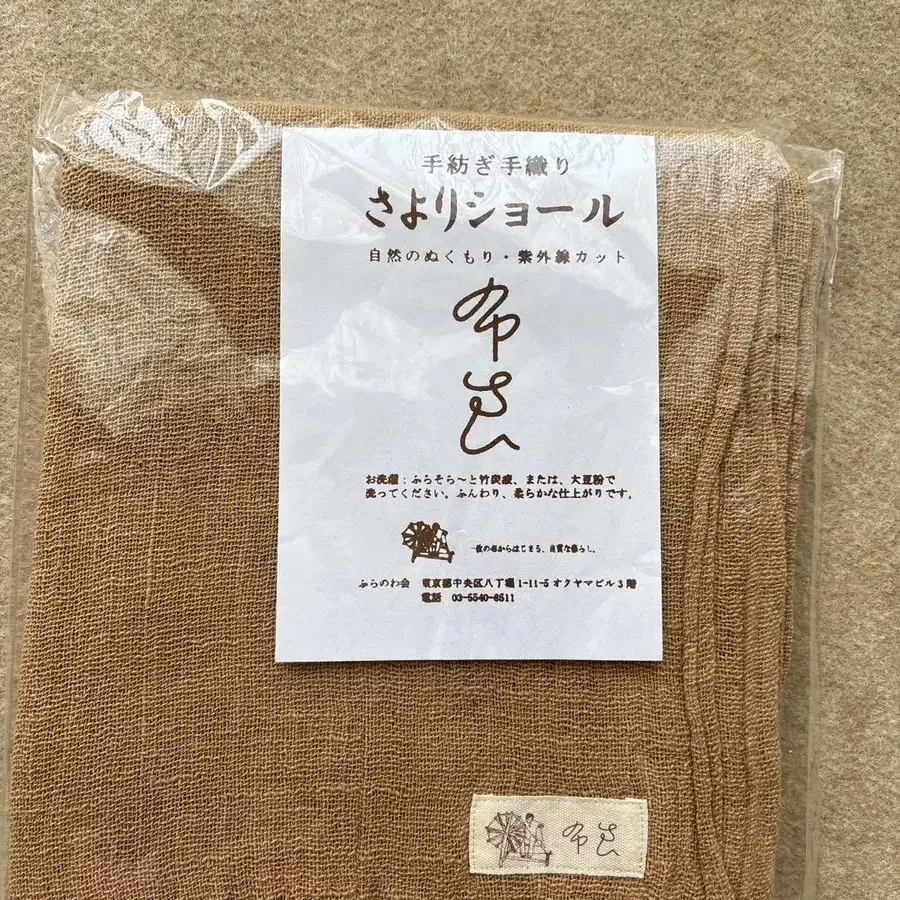 手紡ぎ手織り
さよりショール
自然のぬくもり・紫外線カット
布さん
お洗濯：ふらそら～と竹炭液、または、大豆粉で
洗ってください。ふんわり、柔らかな仕上がりです。
一枚の布からはじまる、良質な暮らし。
ふらのわ会　東京都中央区八丁堀1-11-5オクヤマビル3階
電話　03-5540-8511
布さん